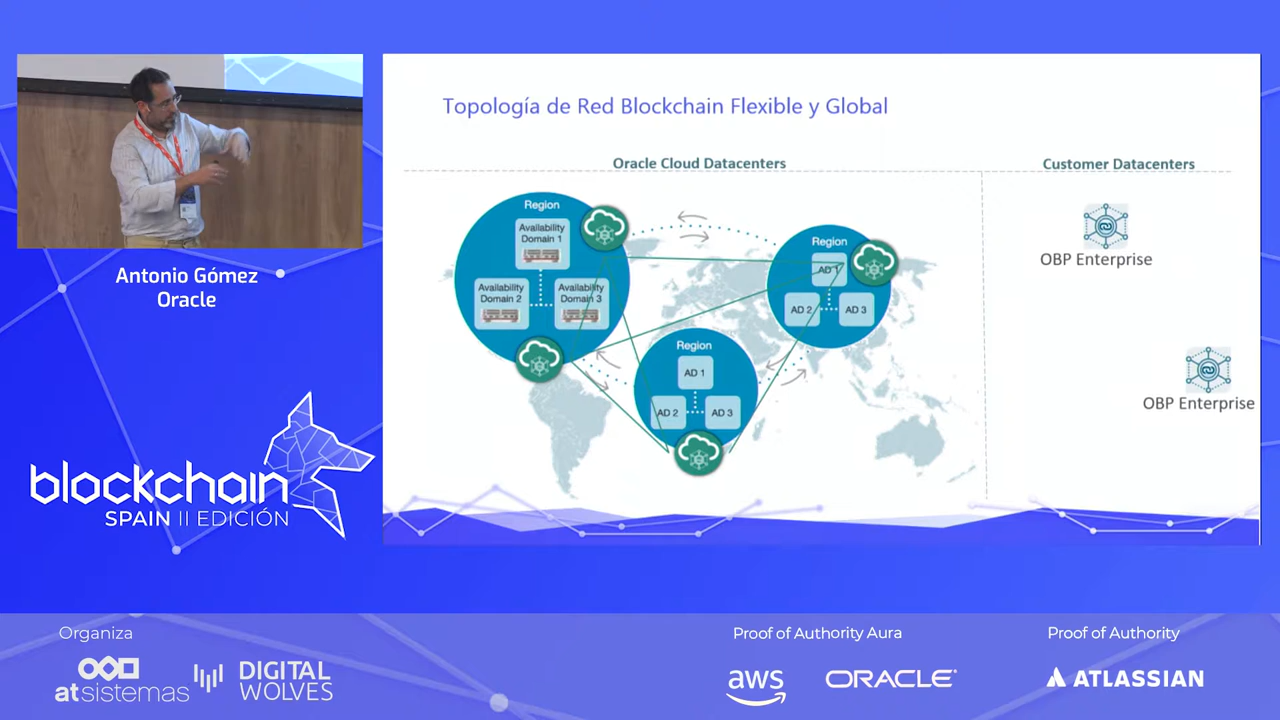 Topología de Red Blockchain Flexible y Global
Oracle Cloud Datacenters
Customer Datacenters
Region
Availability
Domain 1
Availability
Domain 2
Availability
Domain 3
Region
AD 1
AD 2
AD 3
Region
AD 1
AD 2
AD 3
OBP Enterprise
OBP Enterprise
Antonio Gómez
Oracle
blockchain
SPAIN II EDICIÓN
Organiza
atsistemas
DIGITAL
WOLVES
Proof of Authority Aura
aws
ORACLE
Proof of Authority
ATLASSIAN